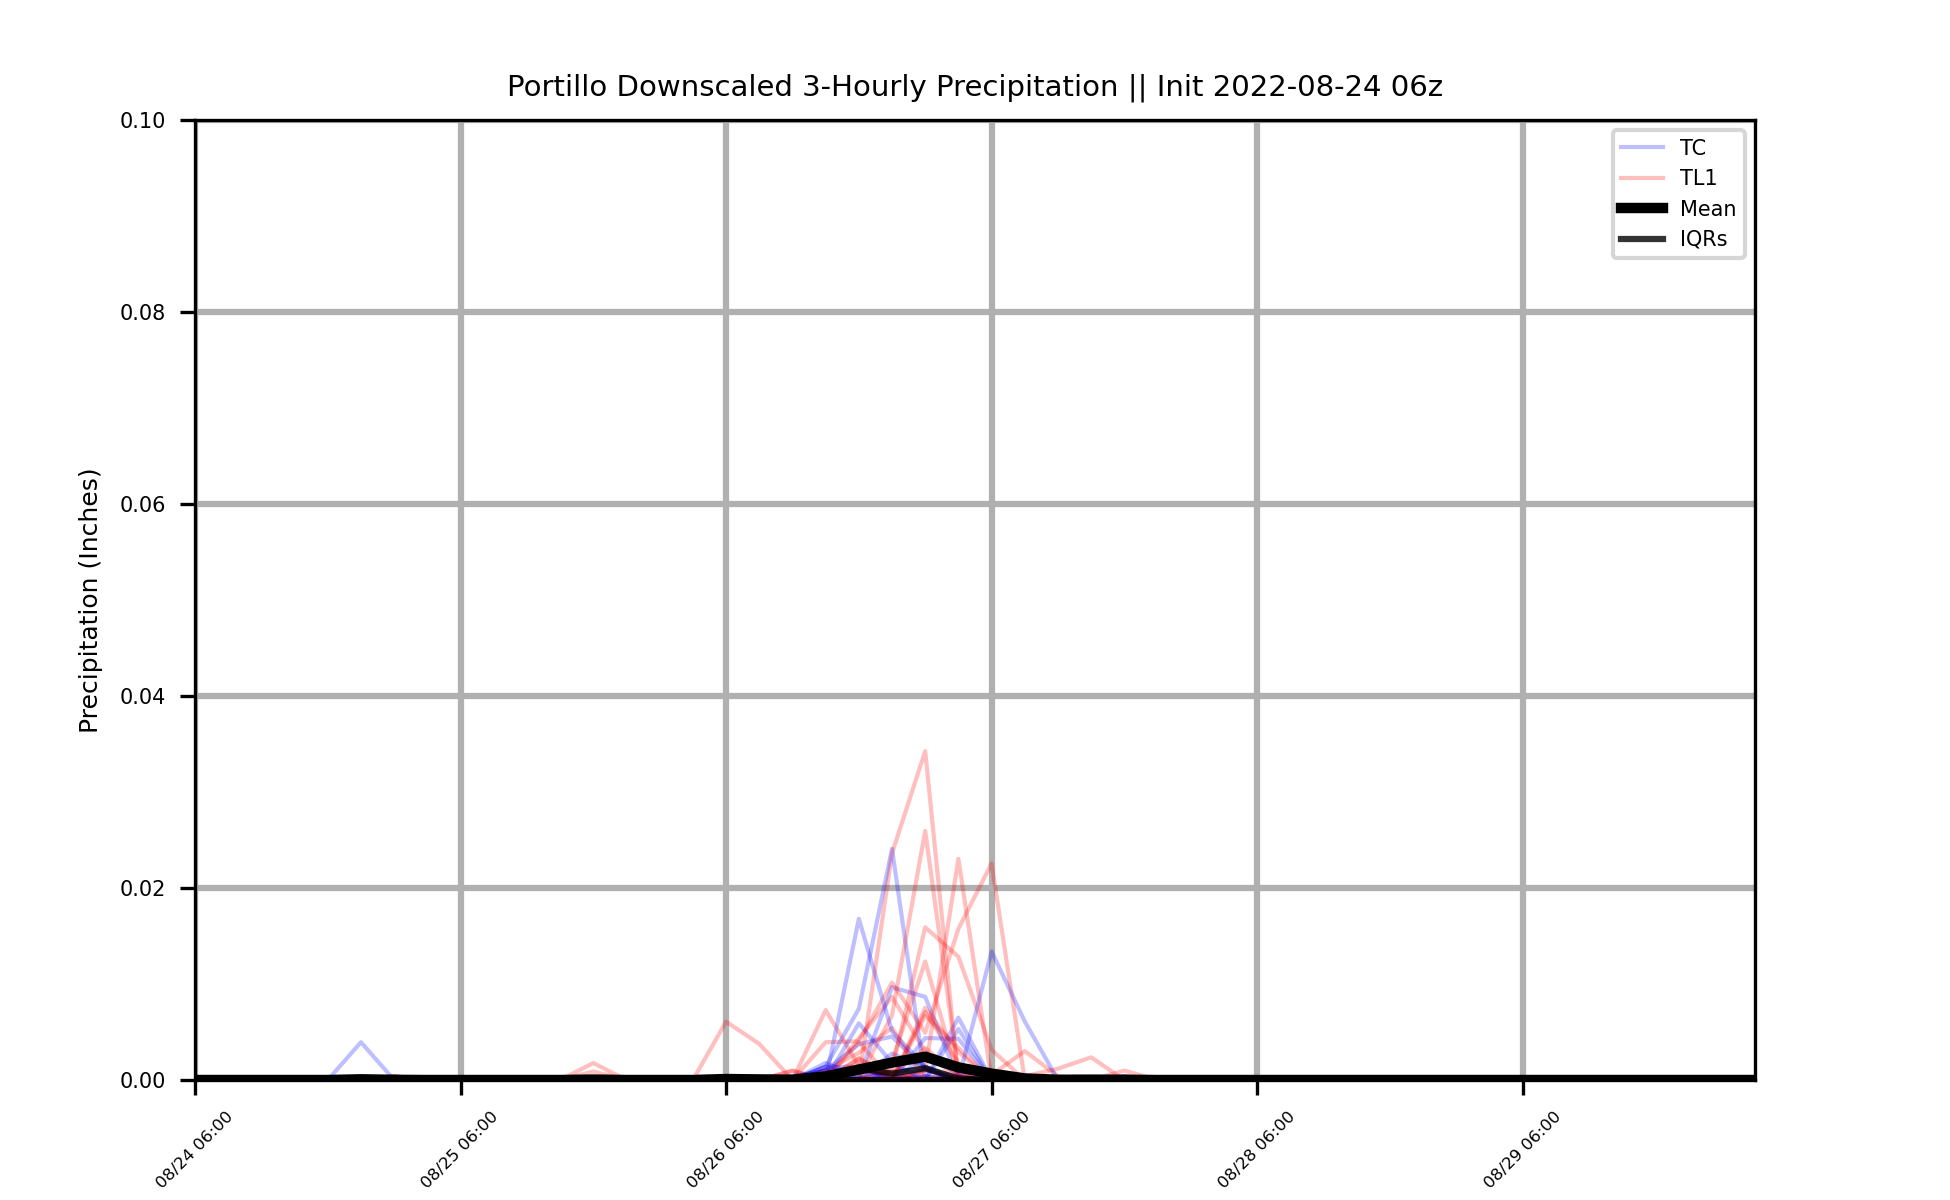 Portillo Downscaled 3-Hourly Precipitation || Init 2022-08-24 06z
0.10
0.08
0.06
0.04
0.02
0.00
Precipitation (Inches)
TC
TL1
Mean
IQRs
08/24 06:00
08/25 06:00
08/26 06:00
08/27 06:00
08/28 06:00
08/29 06:00